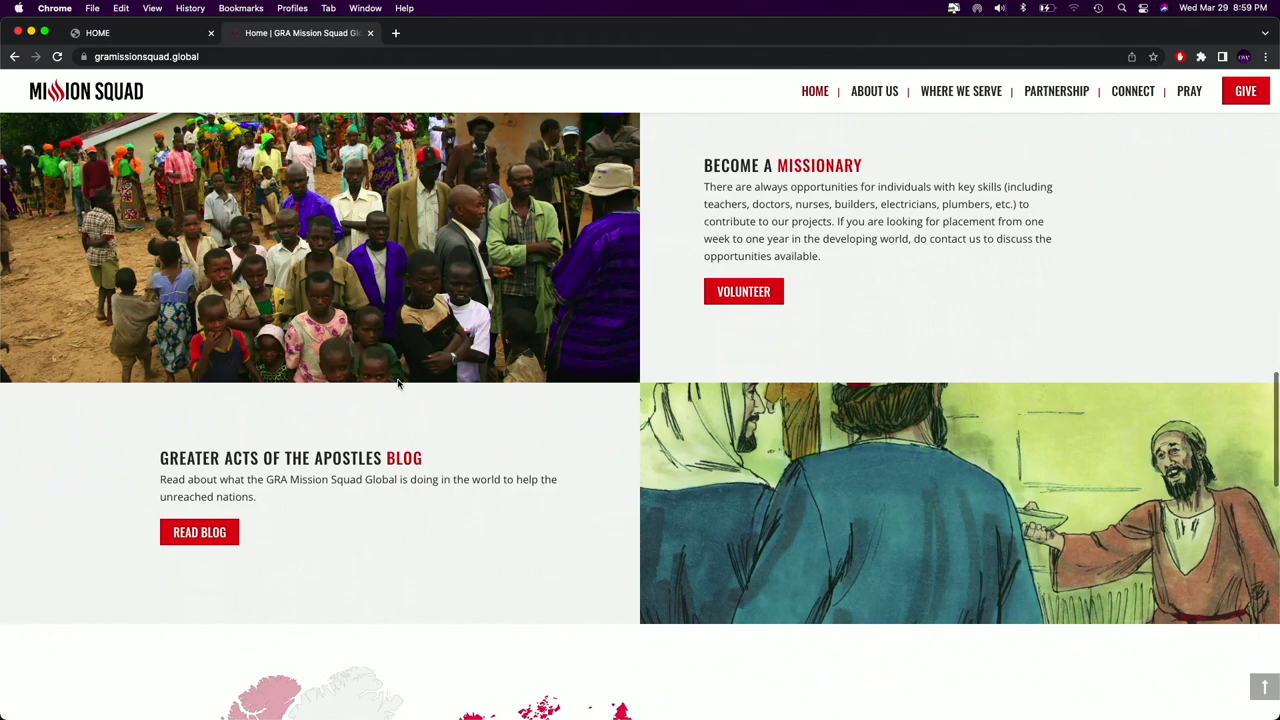 Chrome File Edit View History Bookmarks Profiles Tab Window Help
Wed Mar 29 8:59 PM
HOME
Home | GRA Mission Squad Gl
gramissionsquad.global
MISSION SQUAD
HOME | ABOUT US | WHERE WE SERVE | PARTNERSHIP | CONNECT | PRAY
GIVE
BECOME A MISSIONARY
There are always opportunities for individuals with key skills (including
teachers, doctors, nurses, builders, electricians, plumbers, etc.) to
contribute to our projects. If you are looking for placement from one
week to one year in the developing world, do contact us to discuss the
opportunities available.
VOLUNTEER
GREATER ACTS OF THE APOSTLES BLOG
Read about what the GRA Mission Squad Global is doing in the world to help the
unreached nations.
READ BLOG